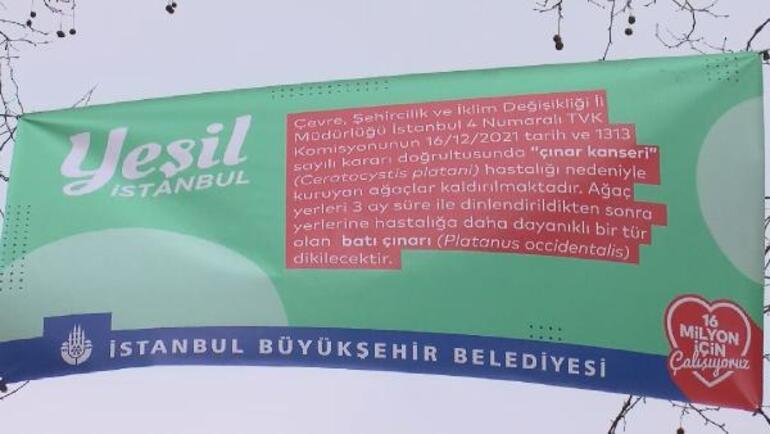 Yeşil
İSTANBUL
Çevre, Şehircilik ve İklim Değişikliği İl
Müdürlüğü İstanbul 4 Numaralı TVK
Komisyonunun 16/12/2021 tarih ve 1313
sayılı kararı doğrultusunda "çınar kanseri"
(Ceratocystis platani) hastalığı nedeniyle
kuruyan ağaçlar kaldırılmaktadır. Ağaç
yerleri 3 ay süre ile dinlendirildikten sonra
yerlerine hastalığa daha dayanıklı bir tür
olan batı çınarı (Platanus occidentalis)
dikilecektir.
İSTANBUL BÜYÜKŞEHİR BELEDİYESİ
16
MİLYON
İÇİN
Çalışıyoruz